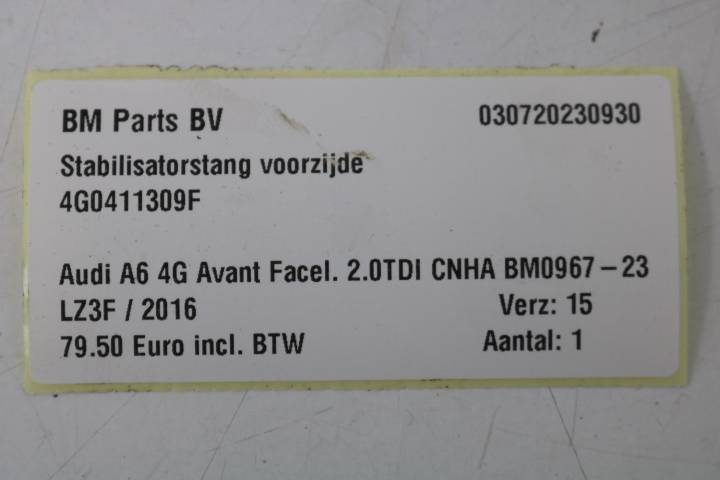 BM Parts BV 030720230930
Stabilisatorstang voorzijde
4G0411309F
Audi A6 4G Avant Facel. 2.0TDI CNHA BM0967-23
LZ3F / 2016 Verz: 15
79.50 Euro incl. BTW Aantal: 1